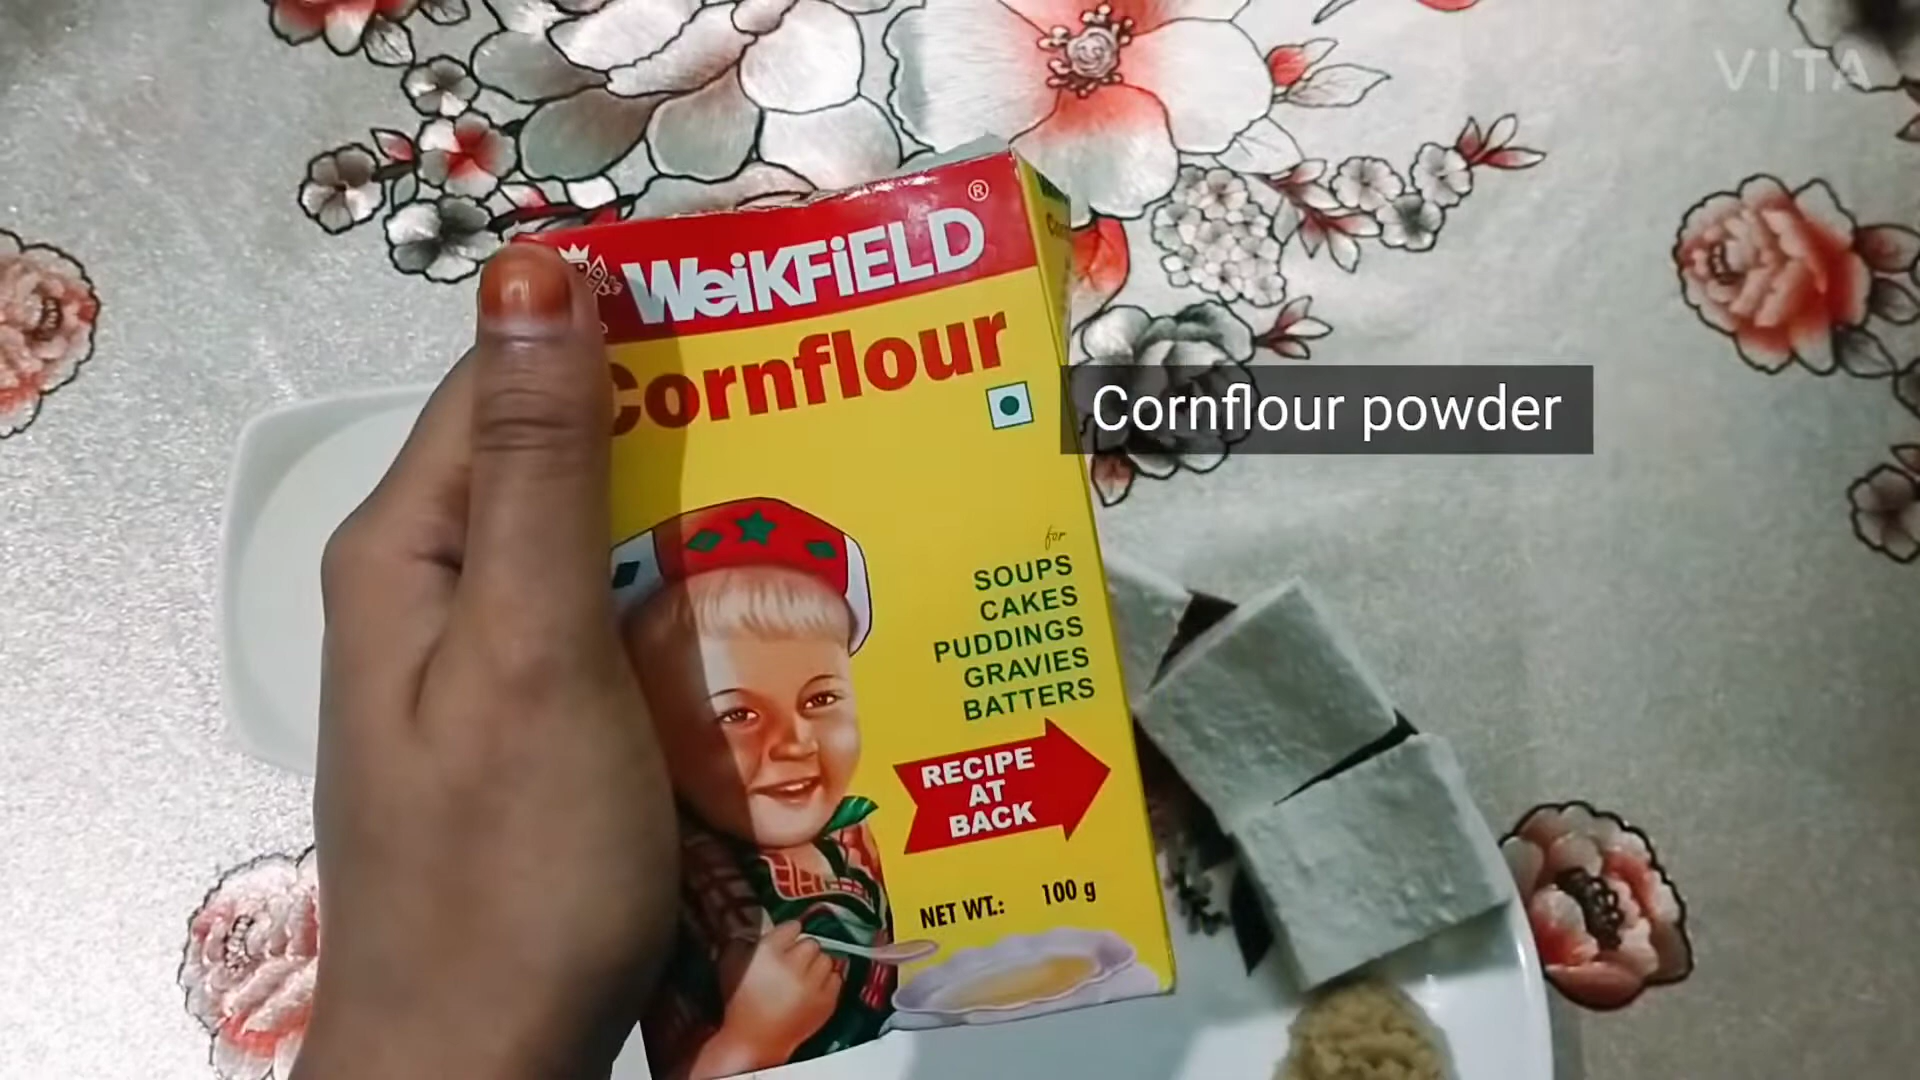 VITA
WeiKFiELD ®
Cornflour
Cornflour powder
for
SOUPS
CAKES
PUDDINGS
GRAVIES
BATTERS
RECIPE
AT
BACK
NET WT.: 100 g